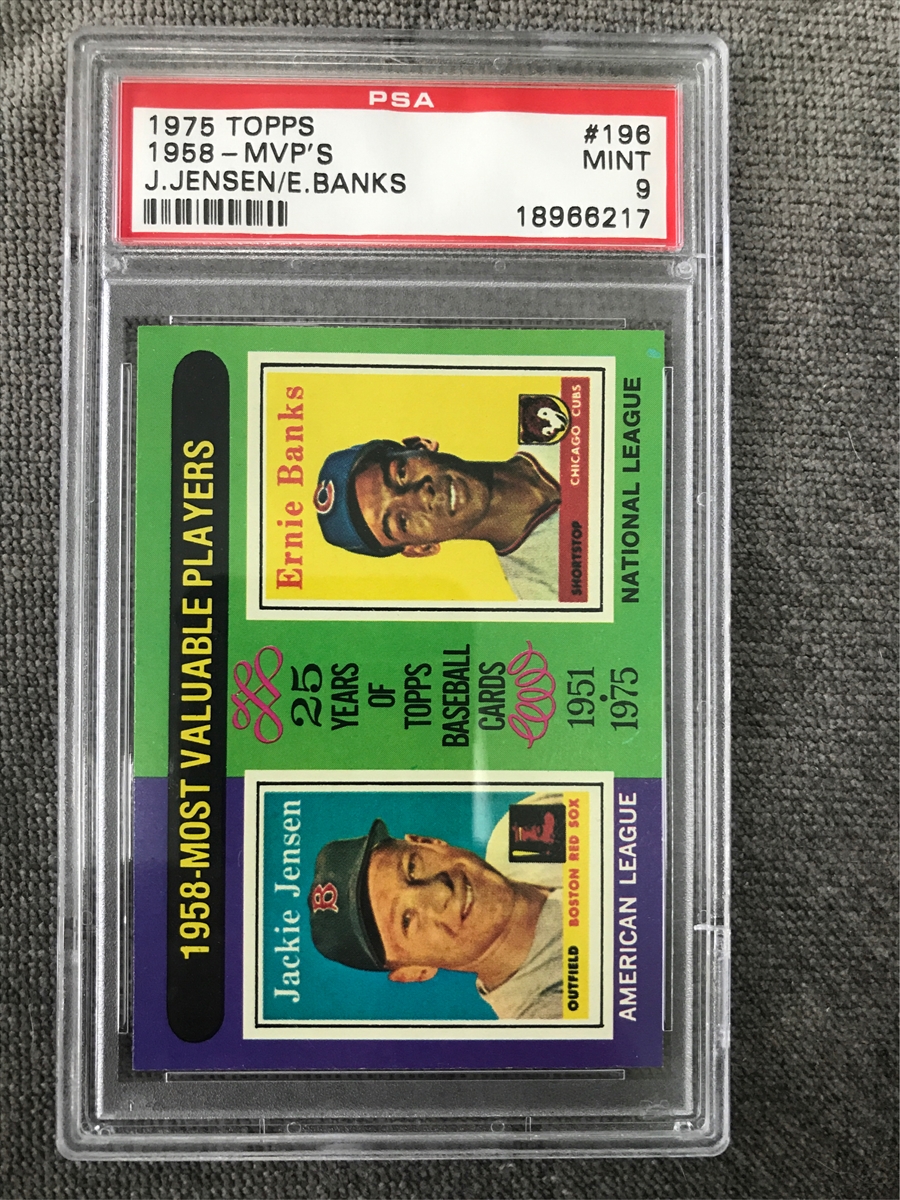 PSA
1975 TOPPS #196
1958-MVP'S MINT
J.JENSEN/E.BANKS 9
18966217
1958-MOST VALUABLE PLAYERS
Jackie Jensen
B
OUTFIELD BOSTON RED SOX
AMERICAN LEAGUE
25
YEARS
OF
TOPPS
BASEBALL
CARDS
1951
•
1975
Ernie Banks
C
SHORTSTOP CHICAGO CUBS
NATIONAL LEAGUE